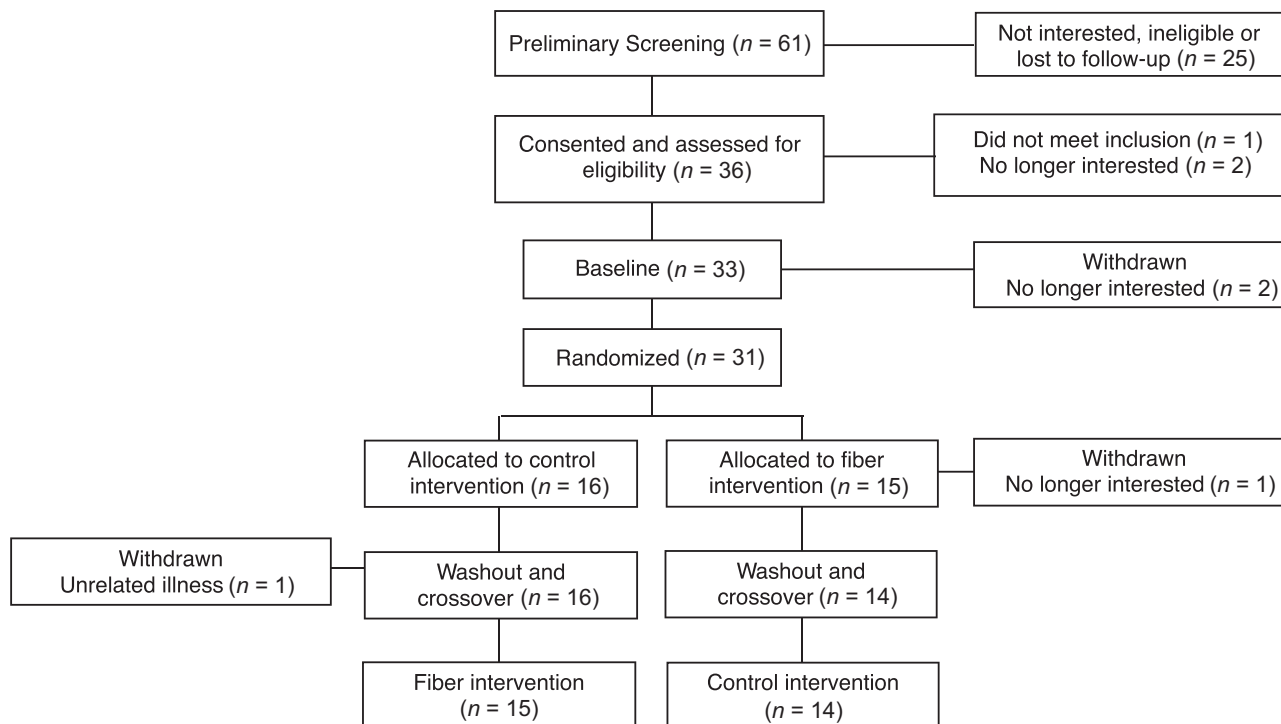 Preliminary Screening (n = 61)
Not interested, ineligible or
lost to follow-up (n = 25)
Consented and assessed for
eligibility (n = 36)
Did not meet inclusion (n = 1)
No longer interested (n = 2)
Baseline (n = 33)
Withdrawn
No longer interested (n = 2)
Randomized (n = 31)
Allocated to control
intervention (n = 16)
Allocated to fiber
intervention (n = 15)
Withdrawn
No longer interested (n = 1)
Withdrawn
Unrelated illness (n = 1)
Washout and
crossover (n = 16)
Washout and
crossover (n = 14)
Fiber intervention
(n = 15)
Control intervention
(n = 14)